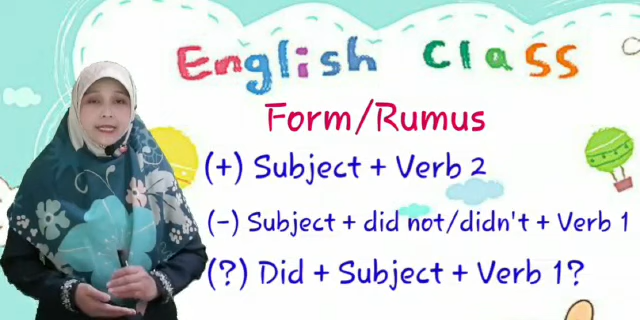 English Class
Form/Rumus
(+) Subject + Verb 2
(-) Subject + did not/didn't + Verb 1
(?) Did + Subject + Verb 1?